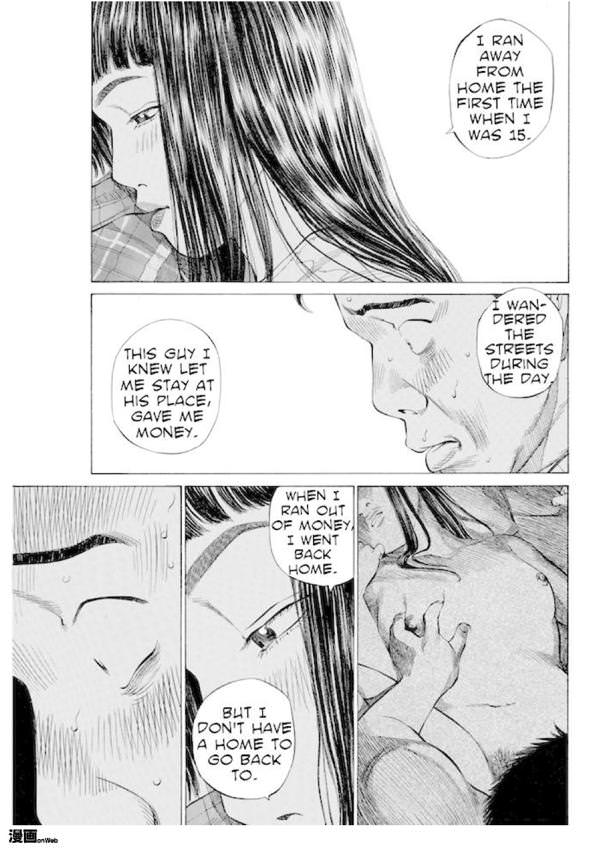 I RAN
AWAY
FROM
HOME THE
FIRST TIME
WHEN I
WAS 15.
I WAN-
DERED
THE
STREETS
DURING
THE DAY.
THIS GUY I
KNEW LET
ME STAY AT
HIS PLACE,
GAVE ME
MONEY.
WHEN I
RAN OUT
OF MONEY,
I WENT
BACK
HOME.
BUT I
DON'T HAVE
A HOME TO
GO BACK
TO.
漫画onWeb